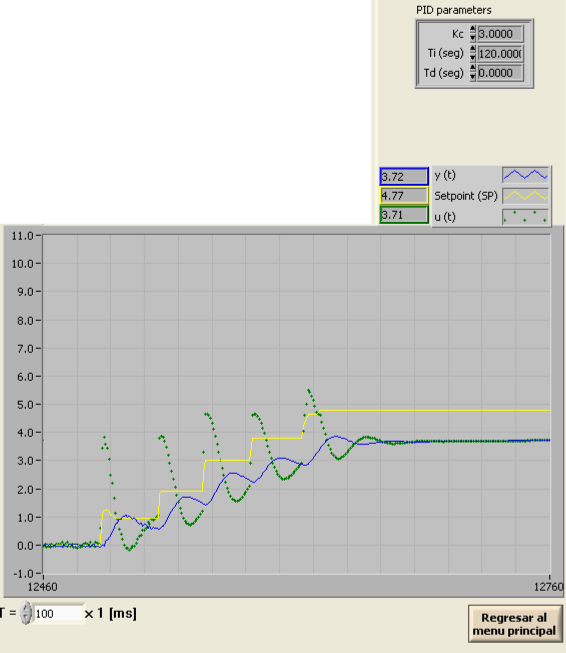 PID parameters
Kc 3.0000
Ti (seg) 120.000(
Td (seg) 0.0000
3.72 y (t)
4.77 Setpoint (SP)
3.71 u (t)
11.0
10.0
9.0
8.0
7.0
6.0
5.0
4.0
3.0
2.0
1.0
0.0
-1.0
12460 12760
T = 100 x 1 [ms]
Regresar al
menu principal